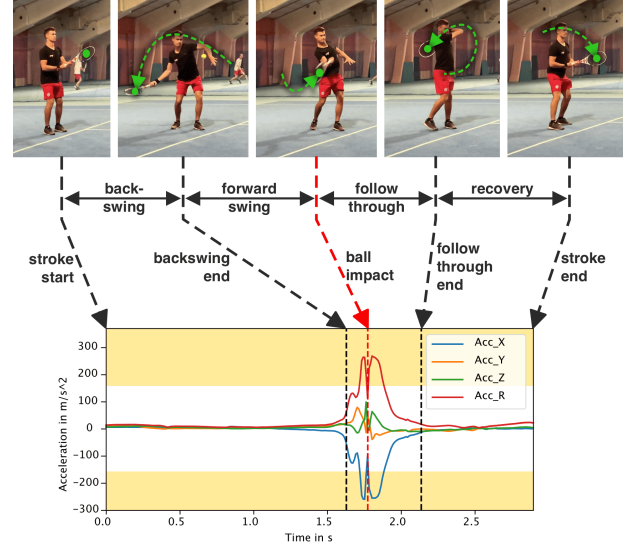 back-
swing
forward
swing
follow
through
recovery
stroke
start
backswing
end
ball
impact
follow
through
end
stroke
end
Acceleration in m/s^2
300
200
100
0
−100
−200
−300
Acc_X
Acc_Y
Acc_Z
Acc_R
0.0
0.5
1.0
1.5
2.0
2.5
Time in s